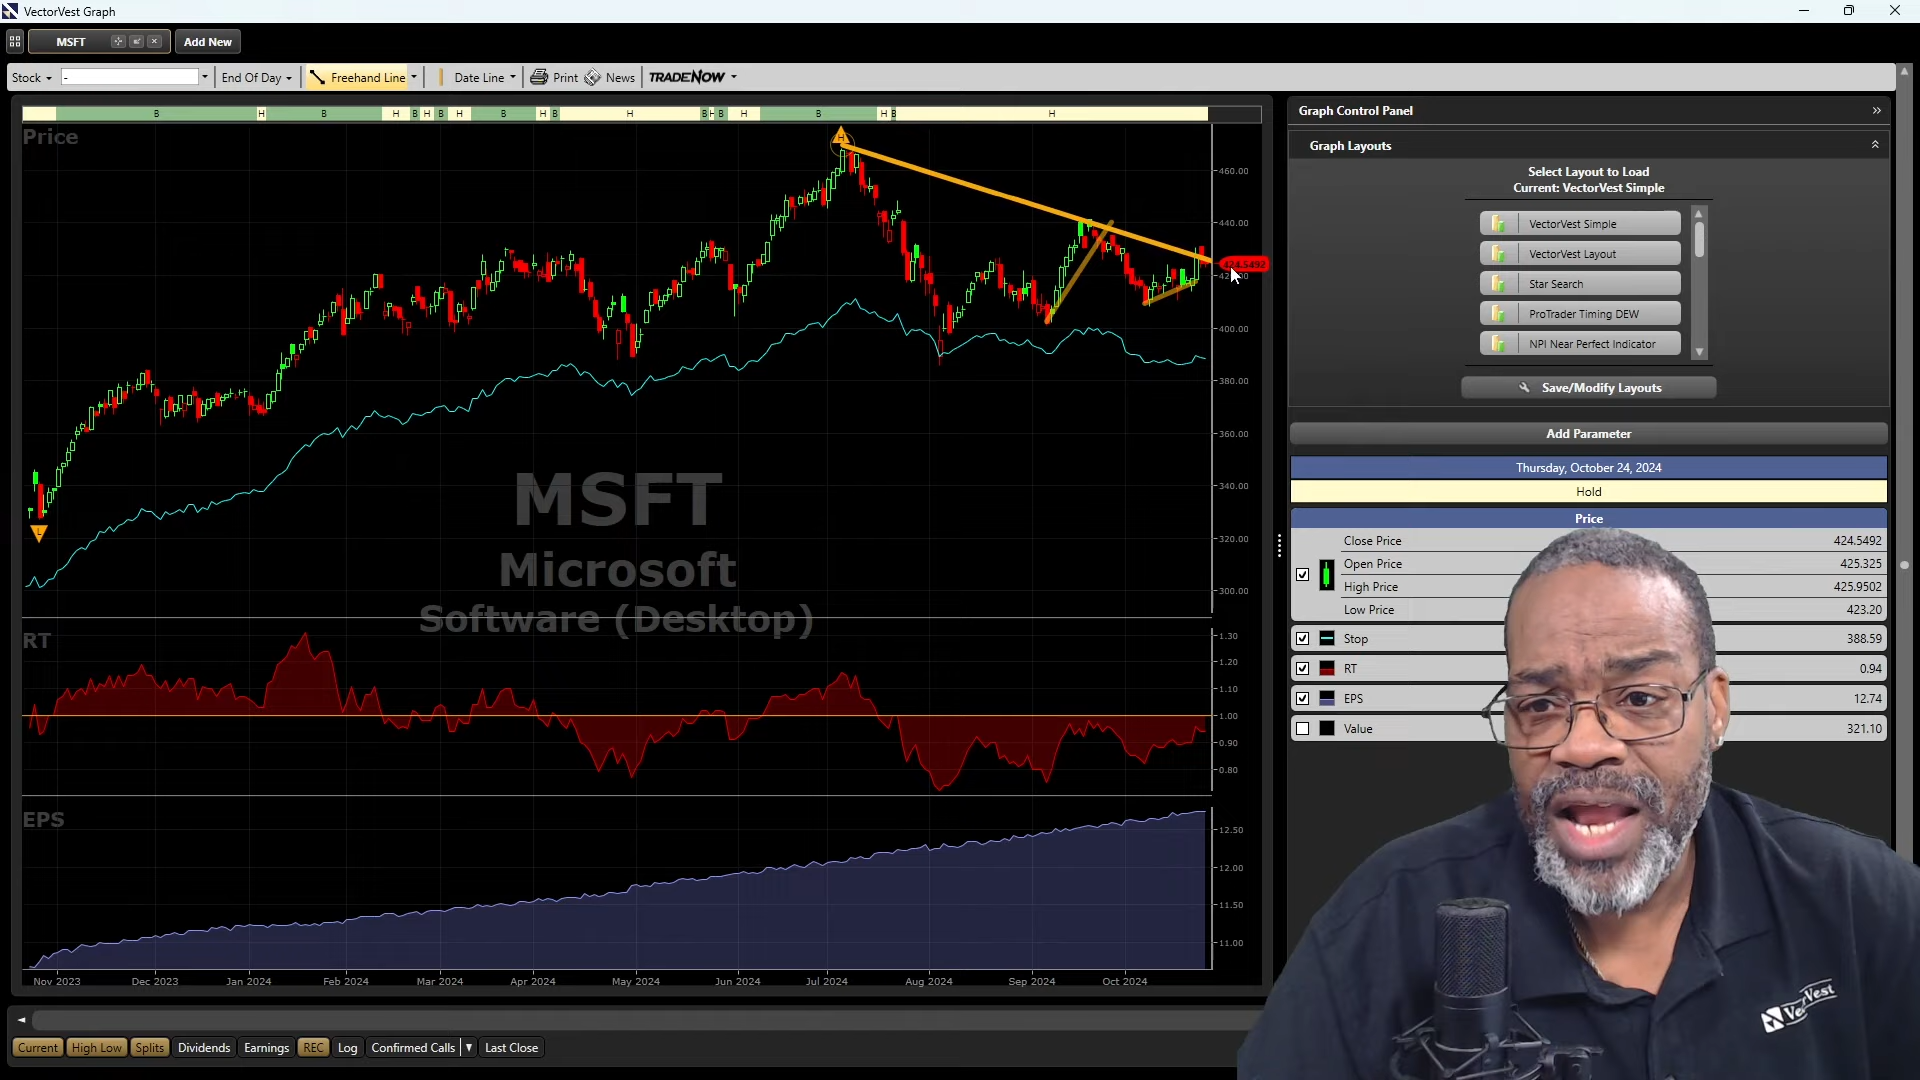 VectorVest Graph
MSFT
Add New
Stock
-
End Of Day
Freehand Line
Date Line
Print
News
TRADENOW
B H B H B H B H B H B H B H B H B H B H
Price
H
460.00
440.00
424.5492
400.00
380.00
360.00
340.00
320.00
300.00
L
MSFT
Microsoft
Software (Desktop)
RT
1.30
1.20
1.10
1.00
0.90
0.80
EPS
12.50
12.00
11.50
11.00
Nov 2023 Dec 2023 Jan 2024 Feb 2024 Mar 2024 Apr 2024 May 2024 Jun 2024 Jul 2024 Aug 2024 Sep 2024 Oct 2024
Current High Low Splits Dividends Earnings REC Log Confirmed Calls Last Close
Graph Control Panel
Graph Layouts
Select Layout to Load
Current: VectorVest Simple
VectorVest Simple
VectorVest Layout
Star Search
ProTrader Timing DEW
NPI Near Perfect Indicator
Save/Modify Layouts
Add Parameter
Thursday, October 24, 2024
Hold
Price
Close Price 424.5492
Open Price 425.325
High Price 425.9502
Low Price 423.20
Stop 388.59
RT 0.94
EPS 12.74
Value 321.10
VectorVest